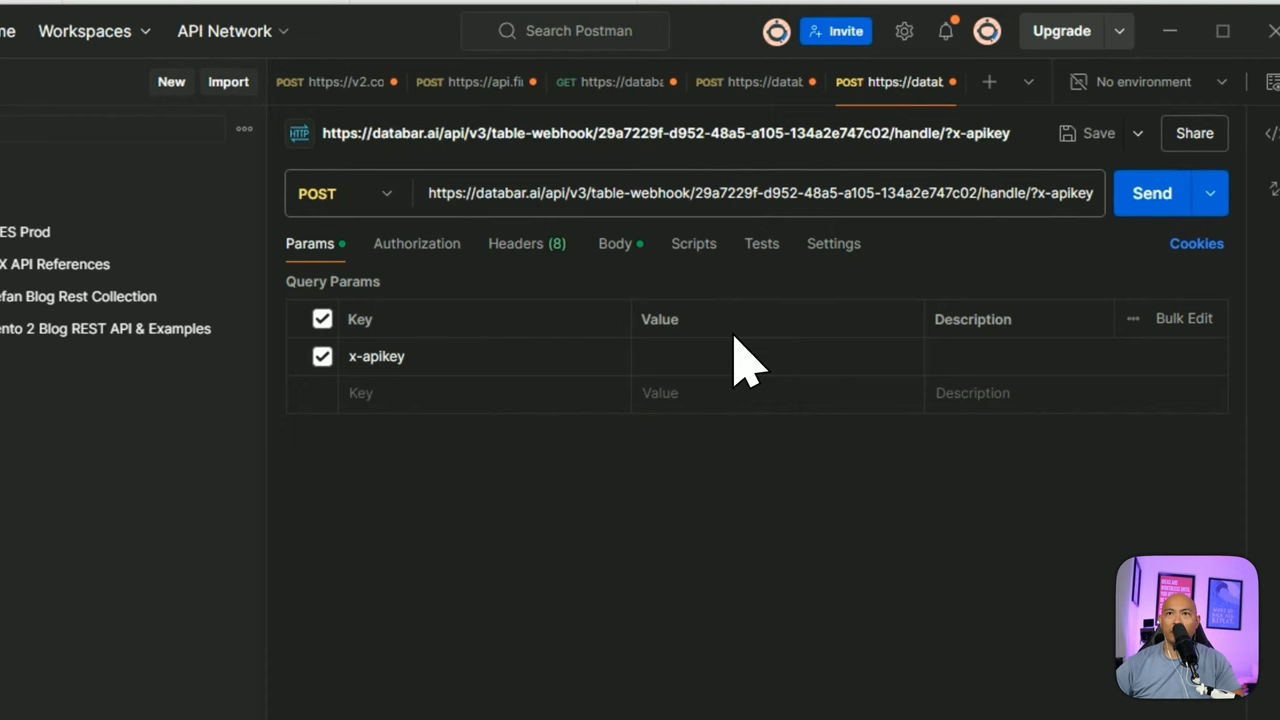 me Workspaces API Network Search Postman Invite Upgrade
New Import POST https://v2.co POST https://api.fi GET https://databa POST https://datab POST https://datab No environment
HTTP https://databar.ai/api/v3/table-webhook/29a7229f-d952-48a5-a105-134a2e747c02/handle/?x-apikey Save Share
POST https://databar.ai/api/v3/table-webhook/29a7229f-d952-48a5-a105-134a2e747c02/handle/?x-apikey Send
Params Authorization Headers (8) Body Scripts Tests Settings Cookies
Query Params
Key Value Description Bulk Edit
x-apikey
Key Value Description
ES Prod
X API References
efan Blog Rest Collection
ento 2 Blog REST API & Examples